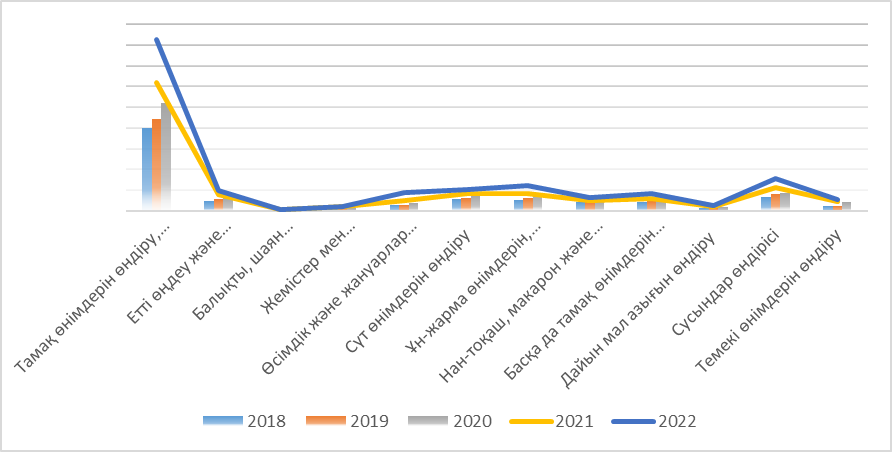 Тамақ өнімдерін өндіру,...
Етті өңдеу және...
Балықты, шаян...
Жемістер мен...
Өсімдік және жануарлар...
Сүт өнімдерін өндіру
Ұн-жарма өнімдерін,...
Нан-тоқаш, макарон және...
Басқа да тамақ өнімдерін...
Дайын мал азығын өндіру
Сусындар өндірісі
Темекі өнімдерін өндіру
2018 2019 2020 2021 2022